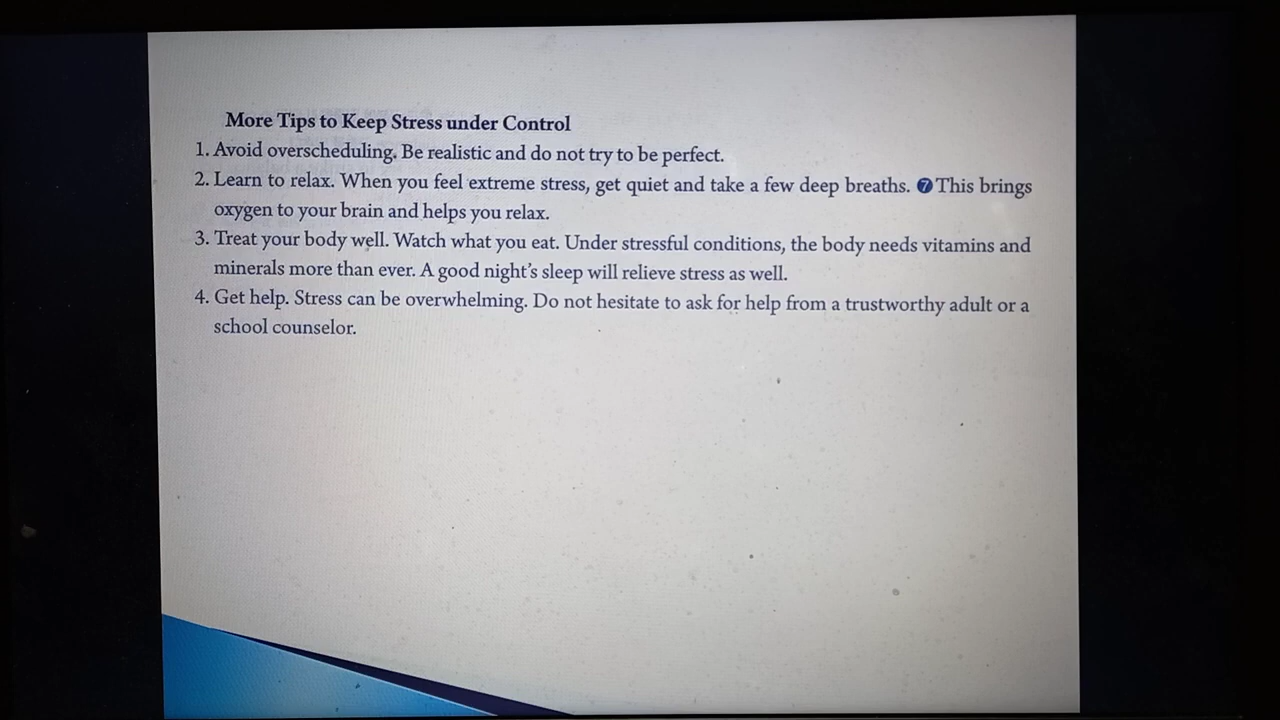 More Tips to Keep Stress under Control
1. Avoid overscheduling. Be realistic and do not try to be perfect.
2. Learn to relax. When you feel extreme stress, get quiet and take a few deep breaths. 7 This brings
oxygen to your brain and helps you relax.
3. Treat your body well. Watch what you eat. Under stressful conditions, the body needs vitamins and
minerals more than ever. A good night's sleep will relieve stress as well.
4. Get help. Stress can be overwhelming. Do not hesitate to ask for help from a trustworthy adult or a
school counselor.